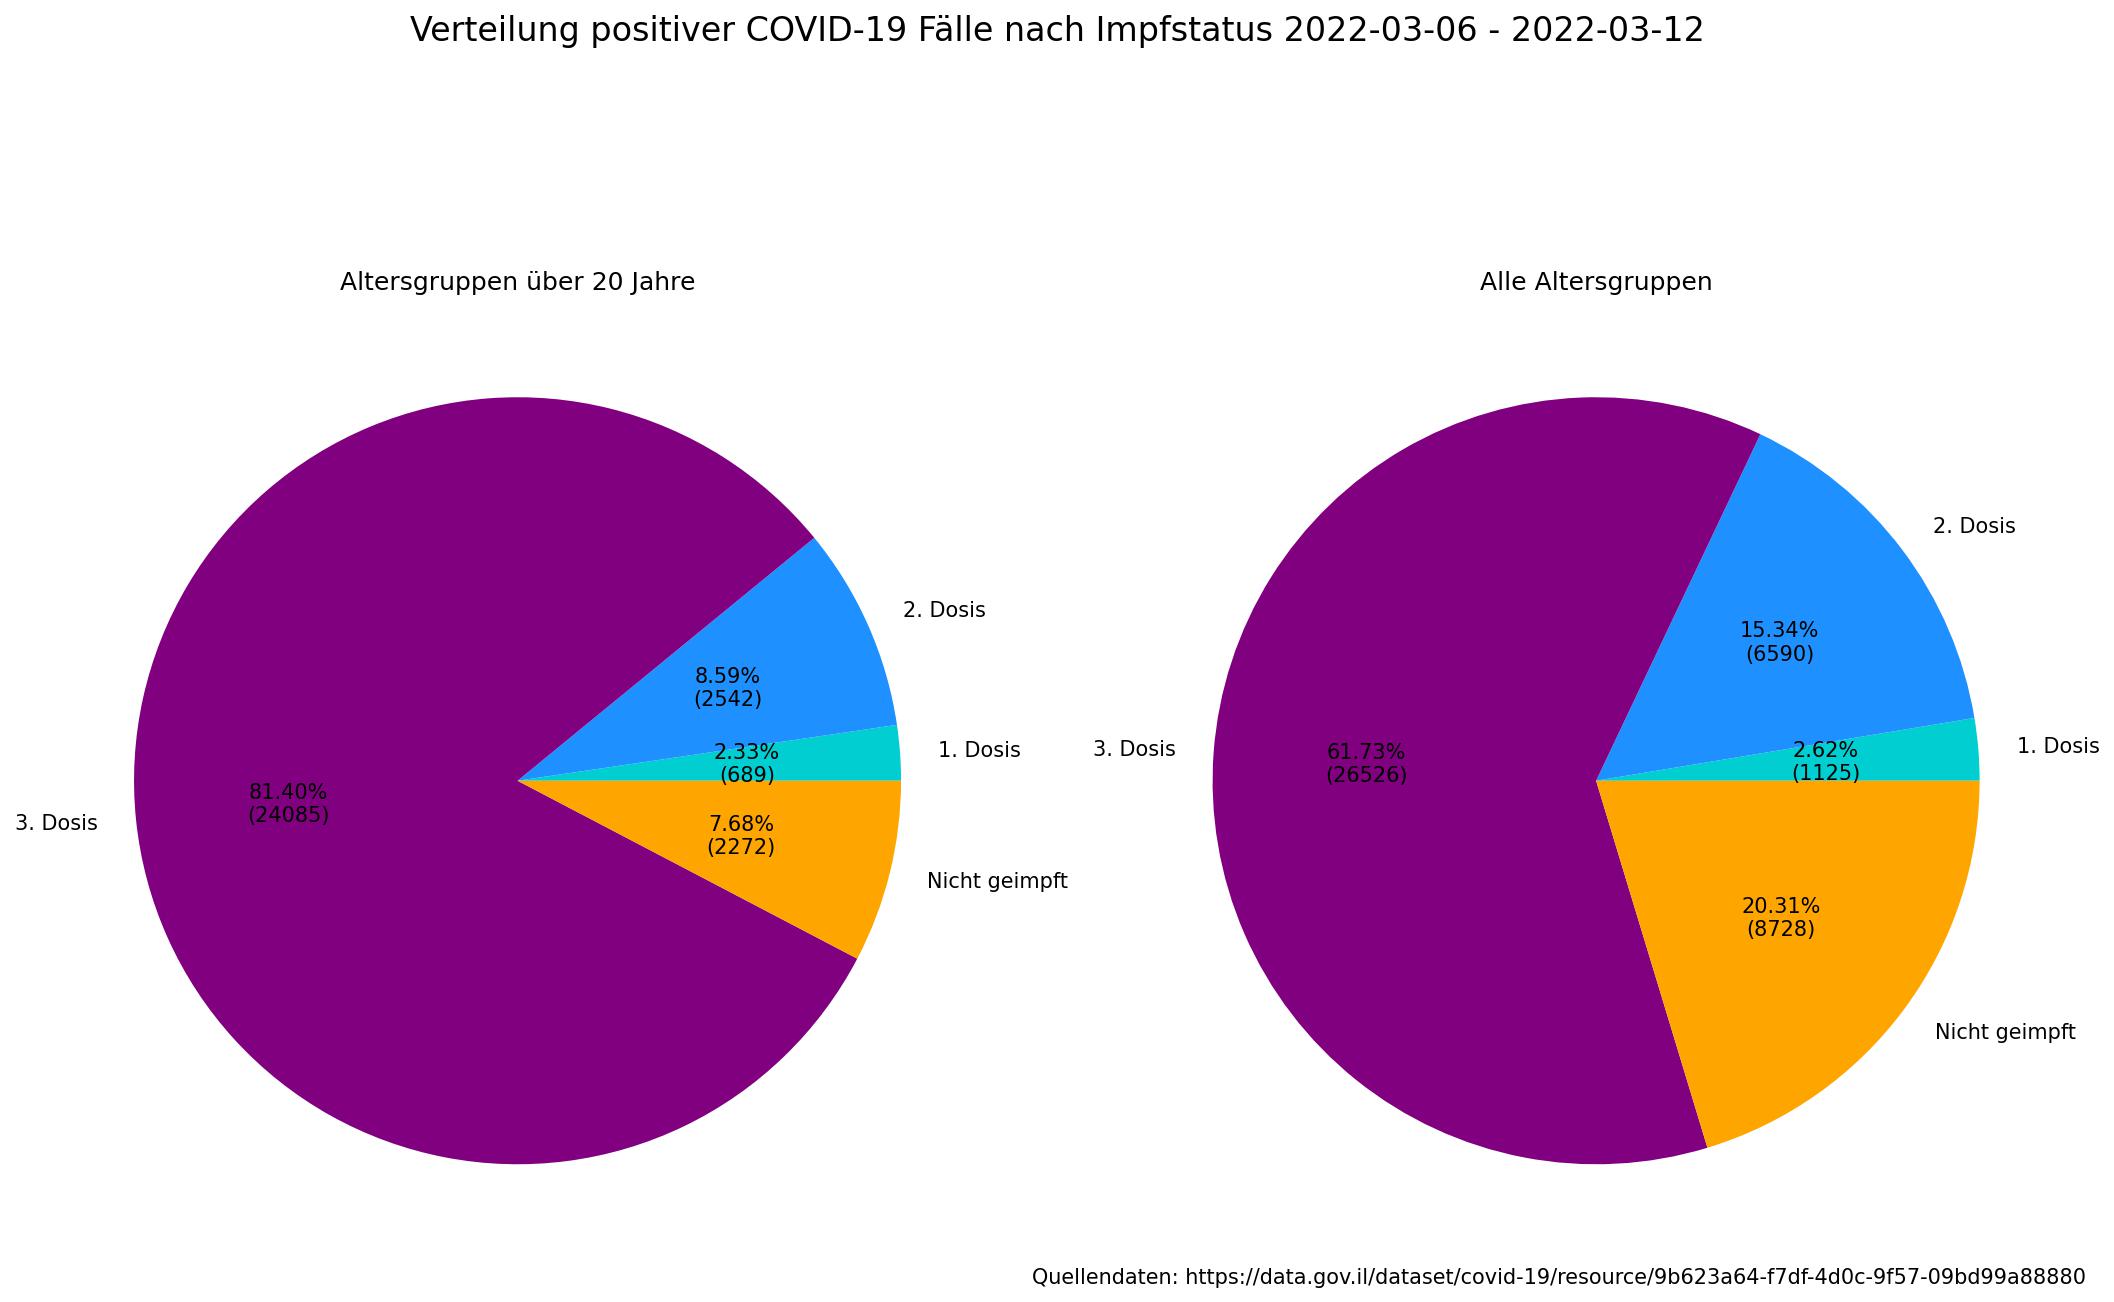 Verteilung positiver COVID-19 Fälle nach Impfstatus 2022-03-06 - 2022-03-12
Altersgruppen über 20 Jahre
2. Dosis
8.59%
(2542)
2.33%
(689)
1. Dosis
81.40%
(24085)
3. Dosis
7.68%
(2272)
Nicht geimpft
Alle Altersgruppen
2. Dosis
15.34%
(6590)
2.62%
(1125)
1. Dosis
3. Dosis
61.73%
(26526)
20.31%
(8728)
Nicht geimpft
Quellendaten: https://data.gov.il/dataset/covid-19/resource/9b623a64-f7df-4d0c-9f57-09bd99a88880